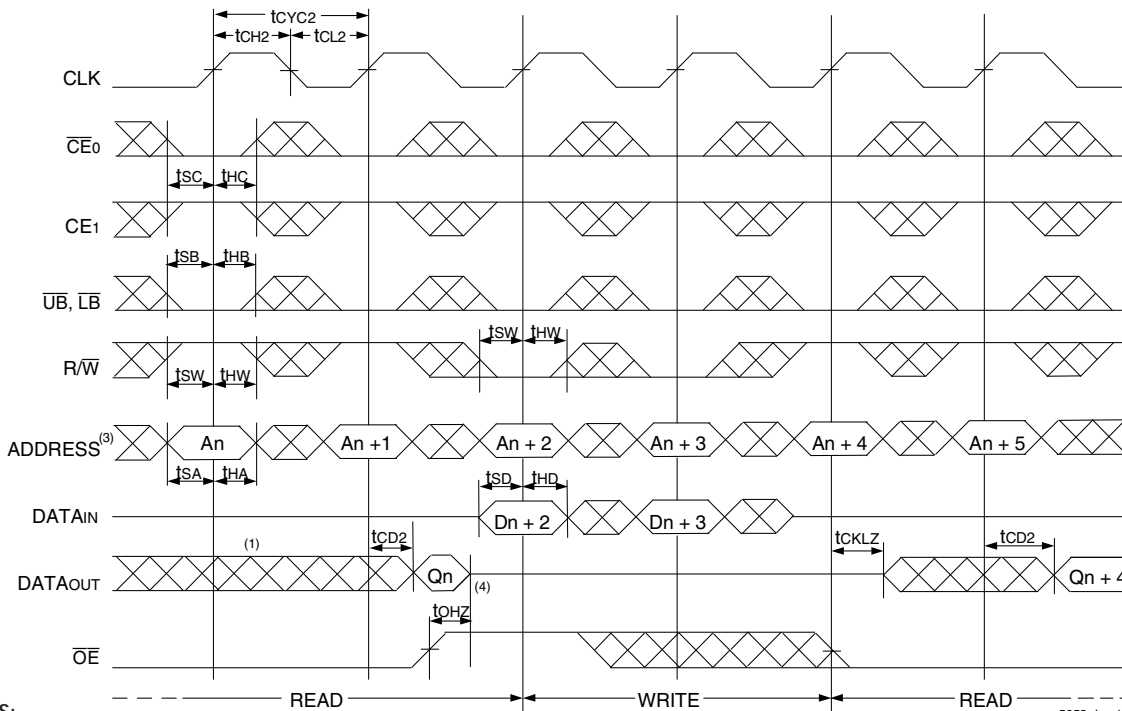 tCYC2
tCH2 tCL2
CLK
CE0
tSC tHC
CE1
tSB tHB
UB, LB
tSW tHW
R/W
tSW tHW
ADDRESS(3) An An +1 An + 2 An + 3 An + 4 An + 5
tSA tHA
tSD tHD
DATAIN Dn + 2 Dn + 3
(1) tCD2 tCKLZ tCD2
DATAOUT Qn (4) Qn + 4
tOHZ
OE
READ WRITE READ